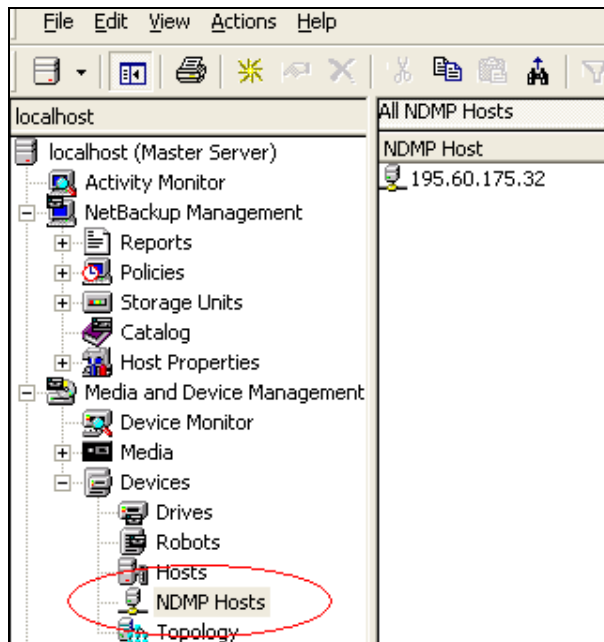 File Edit View Actions Help
localhost
All NDMP Hosts
localhost (Master Server)
NDMP Host
Activity Monitor
195.60.175.32
NetBackup Management
Reports
Policies
Storage Units
Catalog
Host Properties
Media and Device Management
Device Monitor
Media
Devices
Drives
Robots
Hosts
NDMP Hosts
Topology